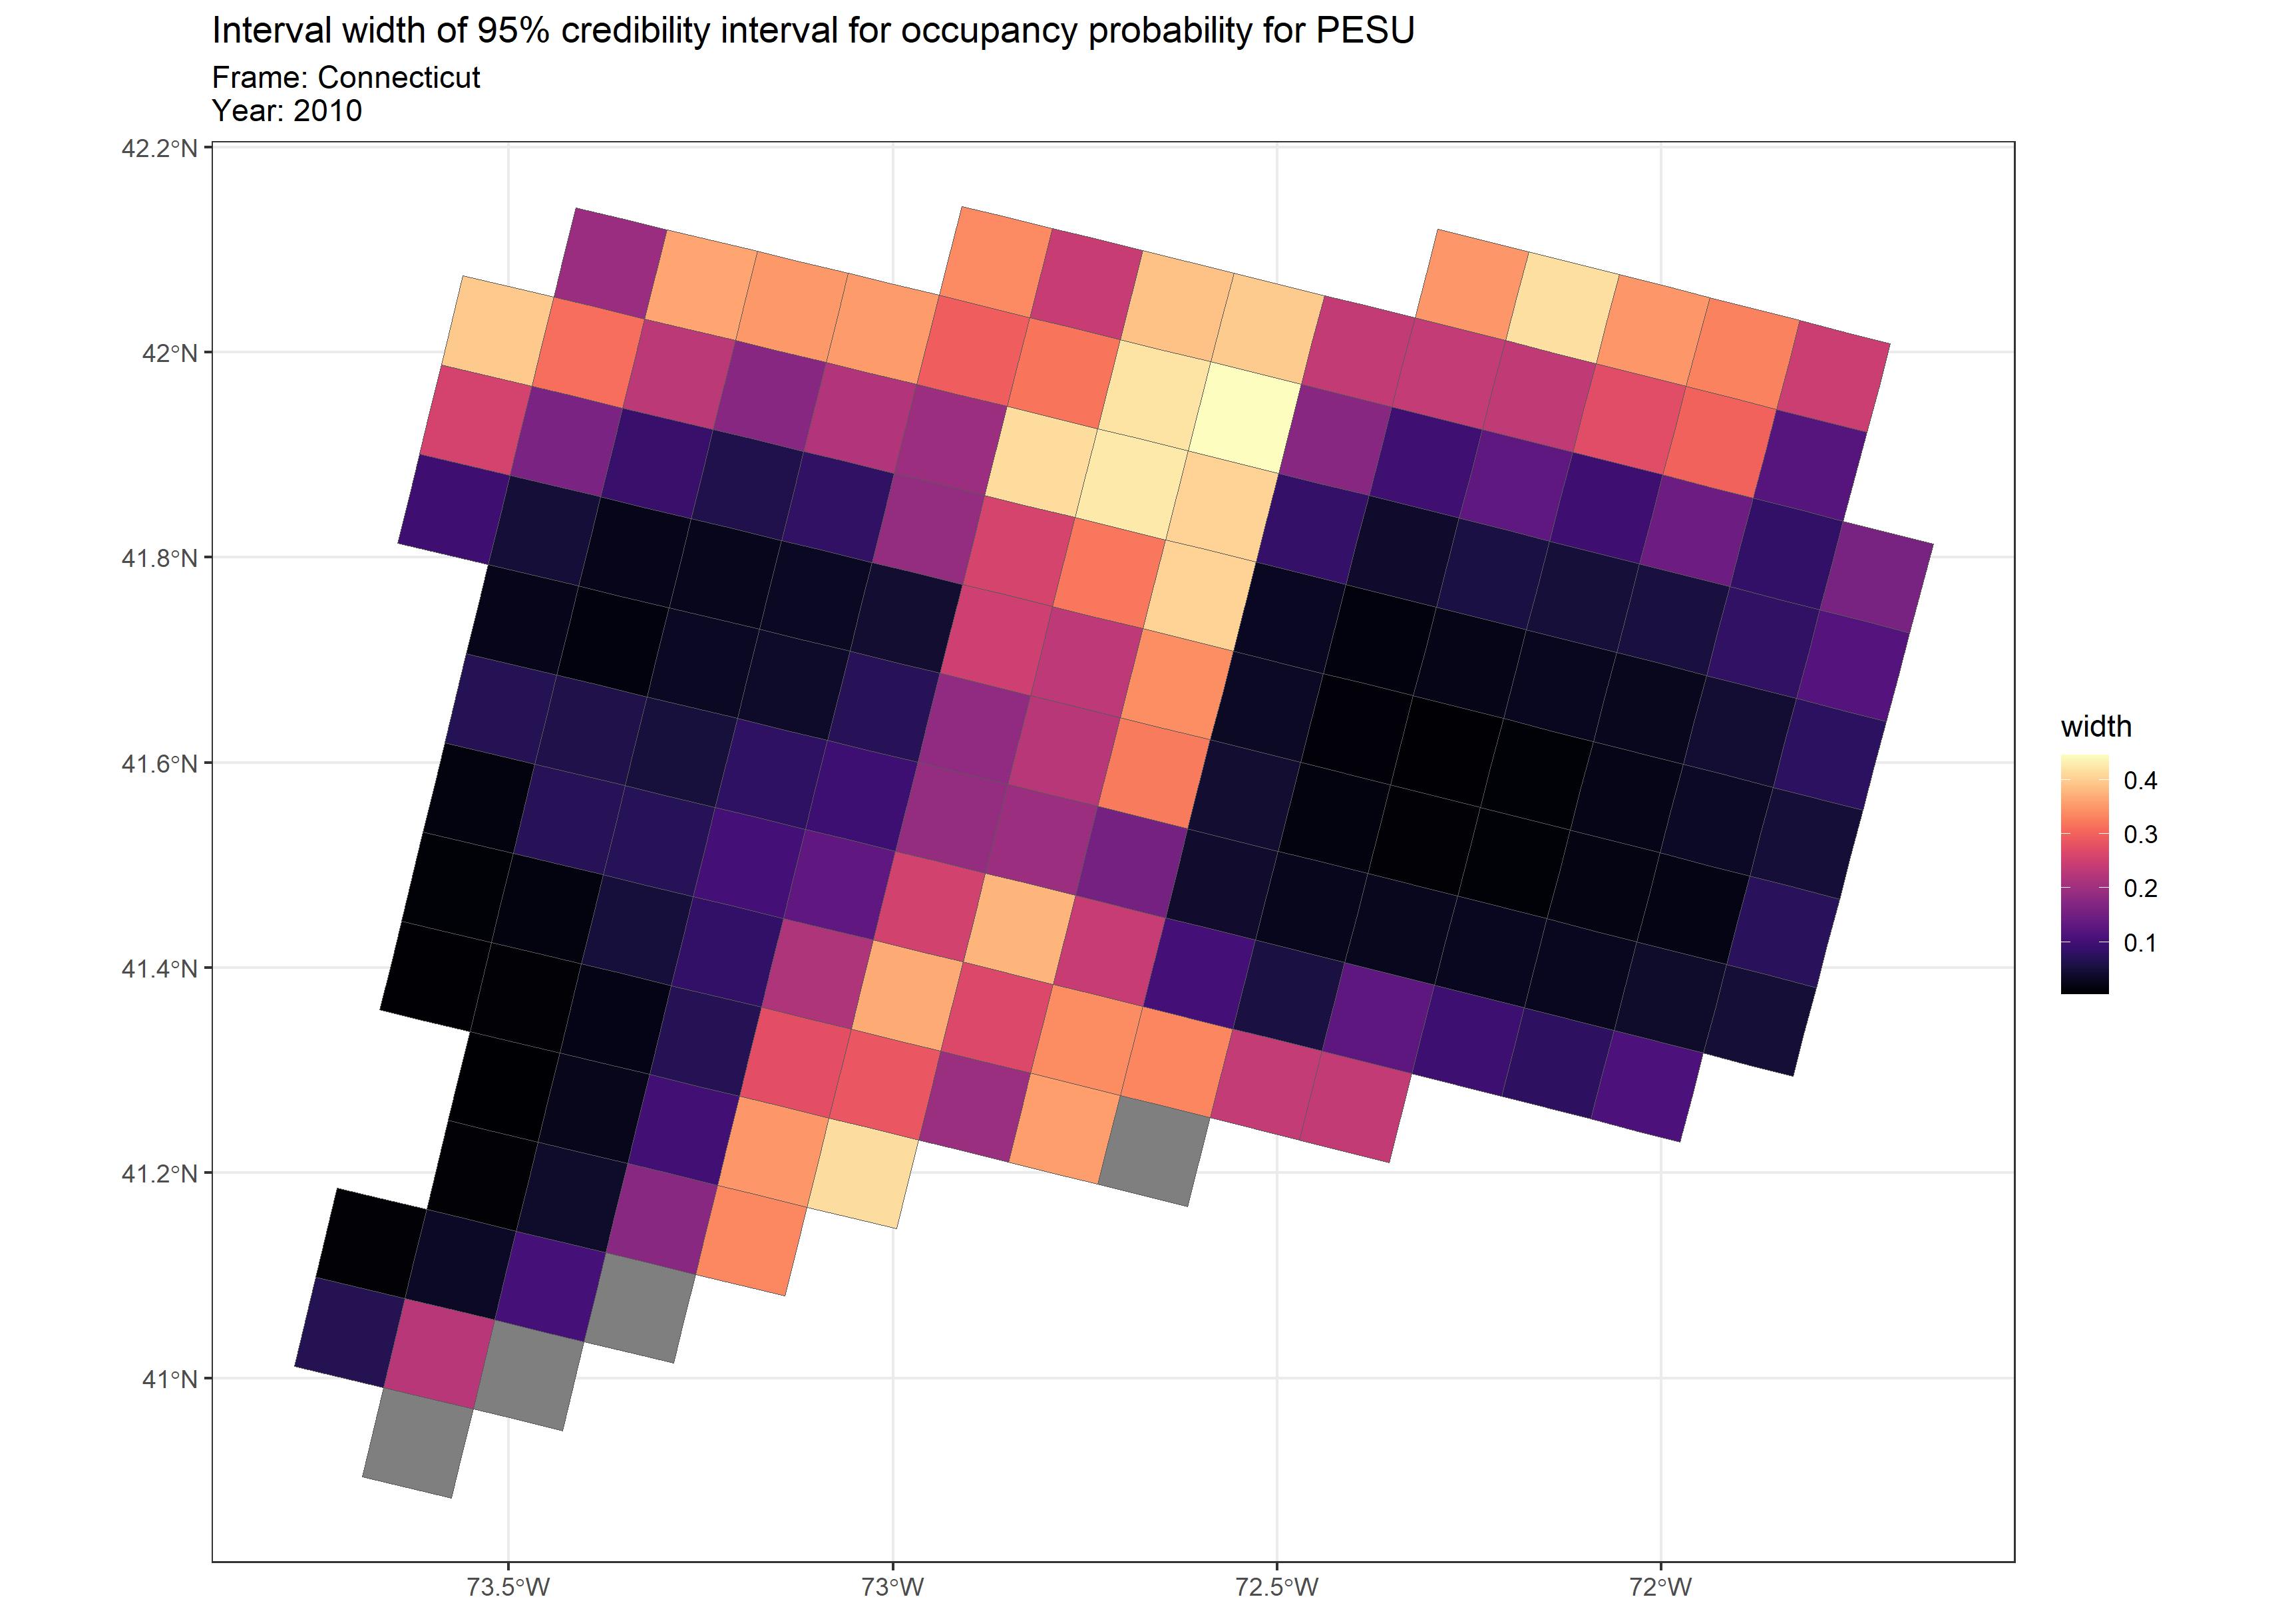 Interval width of 95% credibility interval for occupancy probability for PESU
Frame: Connecticut
Year: 2010
42.2°N
42°N
41.8°N
41.6°N
41.4°N
41.2°N
41°N
73.5°W
73°W
72.5°W
72°W
width
0.4
0.3
0.2
0.1